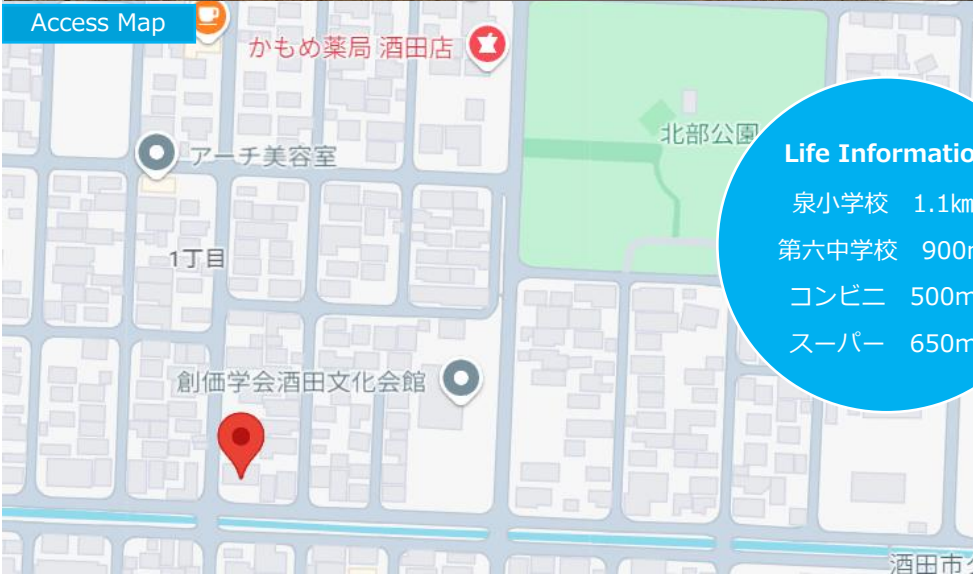 Access Map
かもめ薬局 酒田店
北部公園
アーチ美容室
1丁目
創価学会酒田文化会館
酒田市
Life Informatio
泉小学校 1.1km
第六中学校 900m
コンビニ 500m
スーパー 650m